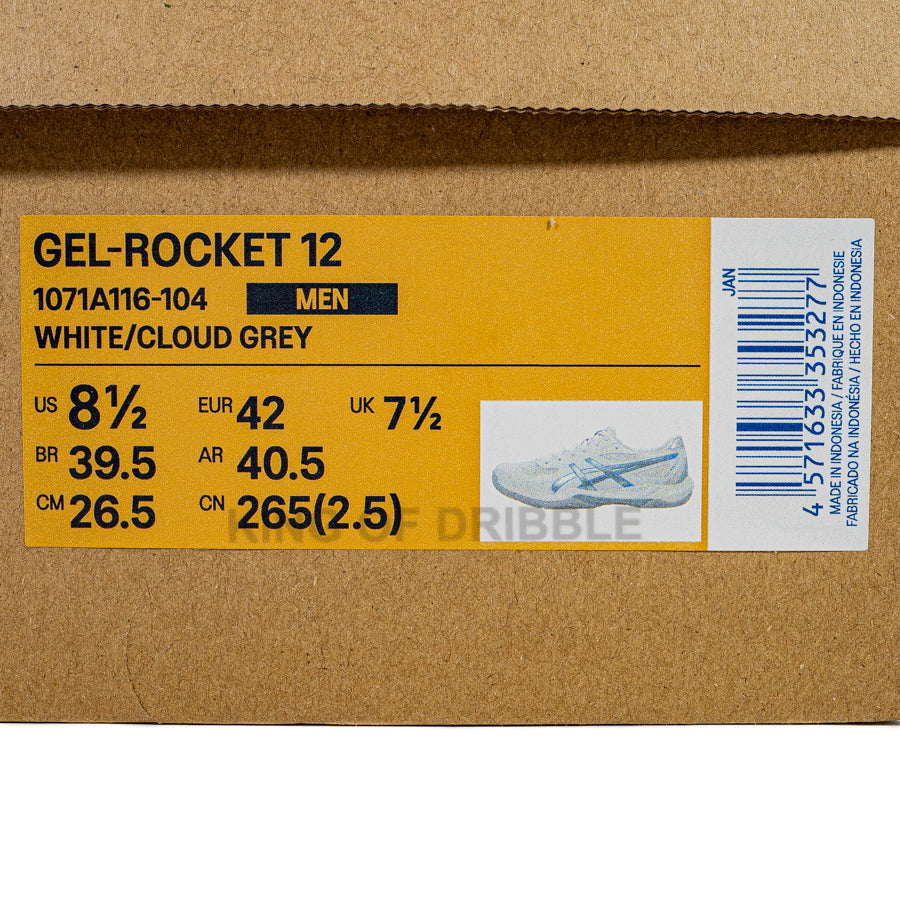 GEL-ROCKET 12
1071A116-104 MEN
WHITE/CLOUD GREY
US 8½ EUR 42 UK 7½
BR 39.5 AR 40.5
CM 26.5 CN 265(2.5)
KING OF DRIBBLE
JAN
4 571633 353277
MADE IN INDONESIA / FABRIQUE EN INDONESIE
FABRICADO NA INDONÉSIA / HECHO EN INDONESIA